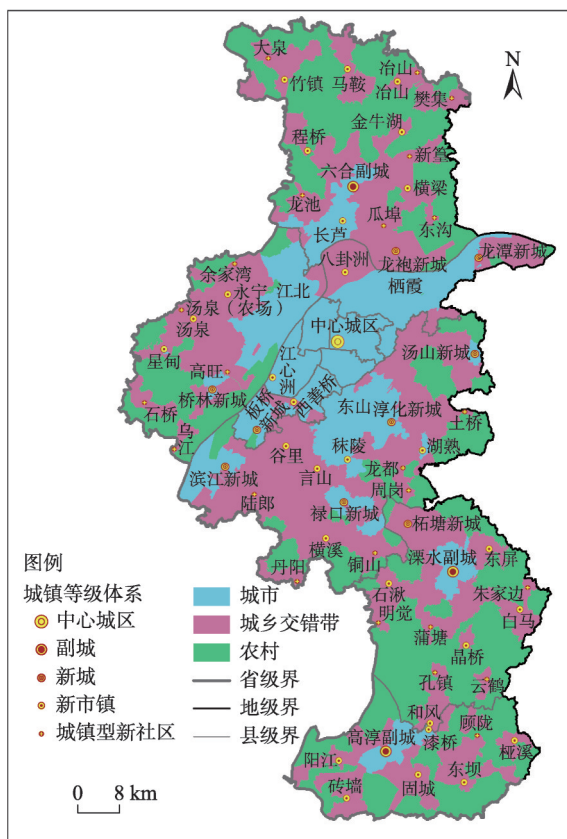 N
大泉
竹镇
马鞍
冶山
冶山
樊集
金牛湖
程桥
新篁
六合副城
横梁
龙池
瓜埠
东沟
长芦
龙袍新城
龙潭新城
八卦洲
余家湾
永宁
江北
栖霞
汤泉（农场）
汤泉
中心城区
星甸
高旺
江心洲
汤山新城
桥林新城
板桥
新城
西善桥
石桥
乌江
东山
淳化新城
土桥
秣陵
湖熟
谷里
滨江新城
言山
龙都
周岗
陆郎
禄口新城
柘塘新城
横溪
铜山
溧水副城
东屏
丹阳
石湫
朱家边
明觉
白马
蒲塘
晶桥
孔镇
云鹤
和风
顾陇
高淳副城
漆桥
桠溪
阳江
砖墙
固城
东坝
图例
城镇等级体系
中心城区
副城
新城
新市镇
城镇型新社区
城市
城乡交错带
农村
省级界
地级界
县级界
0 8 km